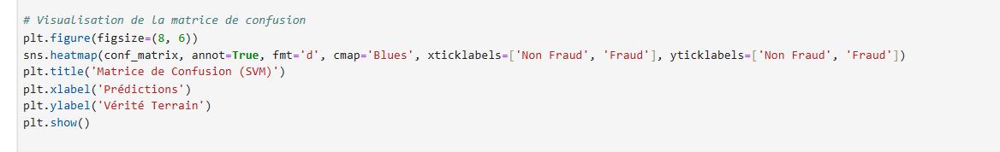 # Visualisation de la matrice de confusion
plt.figure(figsize=(8, 6))
sns.heatmap(conf_matrix, annot=True, fmt='d', cmap='Blues', xticklabels=['Non Fraud', 'Fraud'], yticklabels=['Non Fraud', 'Fraud'])
plt.title('Matrice de Confusion (SVM)')
plt.xlabel('Prédictions')
plt.ylabel('Vérité Terrain')
plt.show()